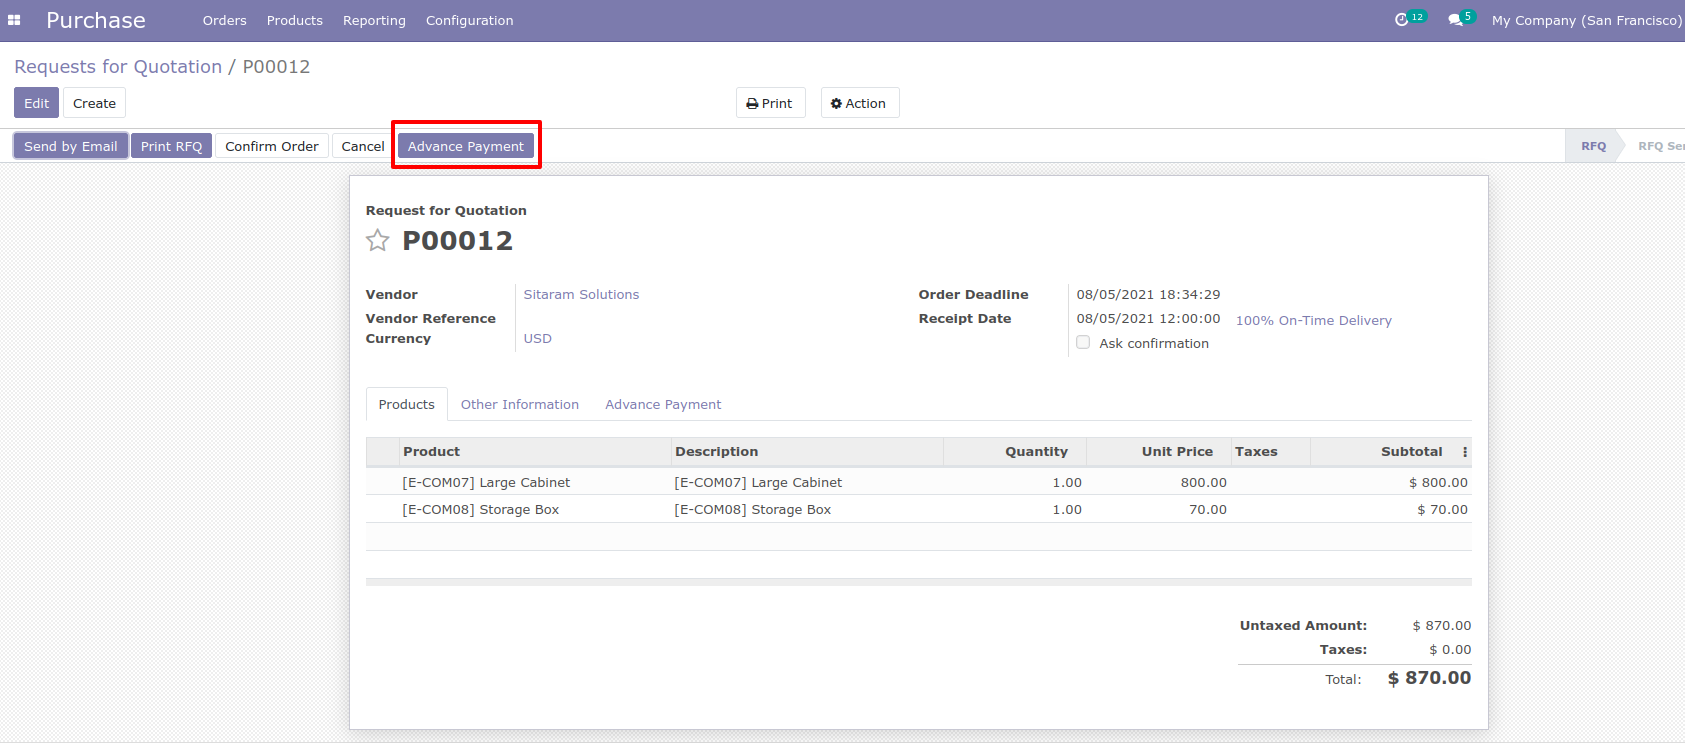 Purchase Orders Products Reporting Configuration 12 5 My Company (San Francisco)
Requests for Quotation / P00012
Edit Create Print Action
Send by Email Print RFQ Confirm Order Cancel Advance Payment RFQ RFQ Sen
Request for Quotation
P00012
Vendor Sitaram Solutions Order Deadline 08/05/2021 18:34:29
Vendor Reference Receipt Date 08/05/2021 12:00:00 100% On-Time Delivery
Currency USD Ask confirmation
Products Other Information Advance Payment
Product Description Quantity Unit Price Taxes Subtotal
[E-COM07] Large Cabinet [E-COM07] Large Cabinet 1.00 800.00 $ 800.00
[E-COM08] Storage Box [E-COM08] Storage Box 1.00 70.00 $ 70.00
Untaxed Amount: $ 870.00
Taxes: $ 0.00
Total: $ 870.00